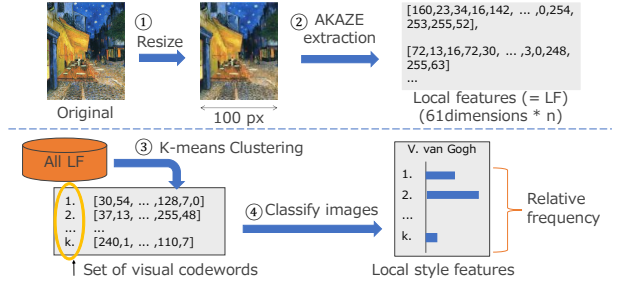 ① Resize
② AKAZE
extraction
[160,23,34,16,142, ... ,0,254,
253,255,52],
[72,13,16,72,30, ... ,3,0,248,
255,63]
...
Original
100 px
Local features (= LF)
(61dimensions * n)
All LF
③ K-means Clustering
1. [30,54, ... ,128,7,0]
2. [37,13, ... ,255,48]
... ...
k. [240,1, ... ,110,7]
Set of visual codewords
④ Classify images
V. van Gogh
1.
2.
...
k.
Relative
frequency
Local style features